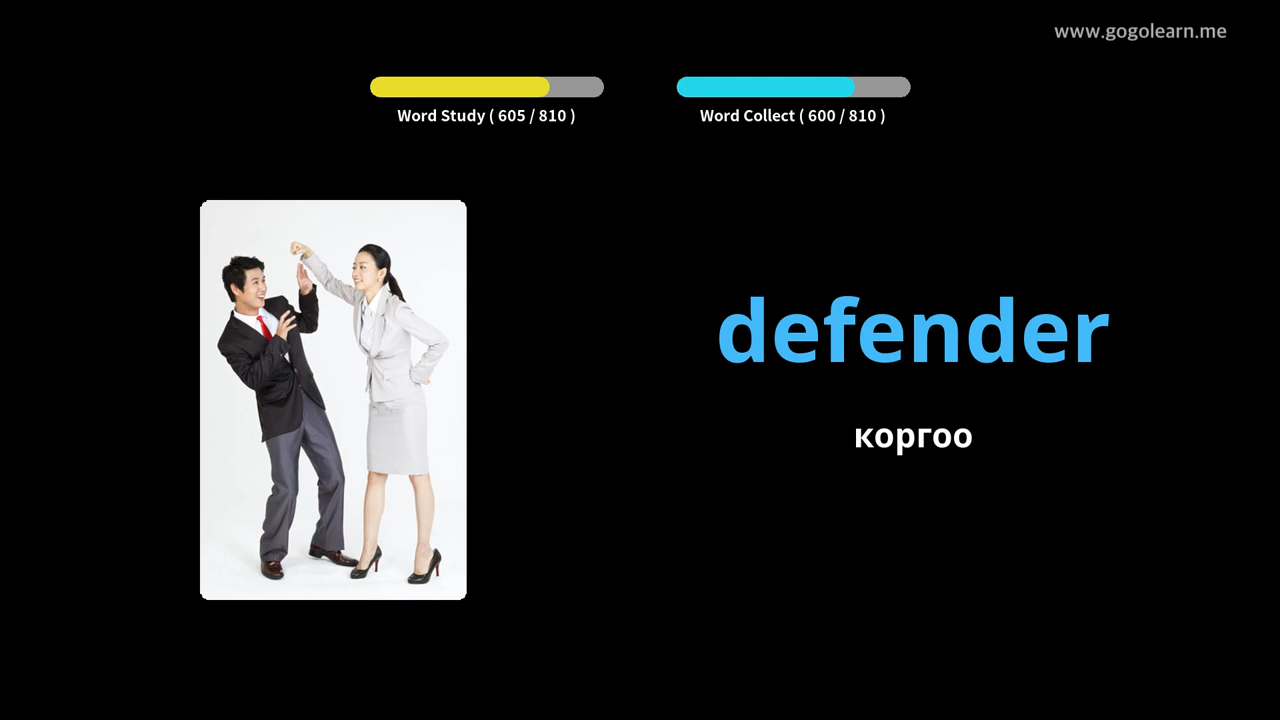 www.gogolearn.me
Word Study ( 605 / 810 )
Word Collect ( 600 / 810 )
defender
коргоо